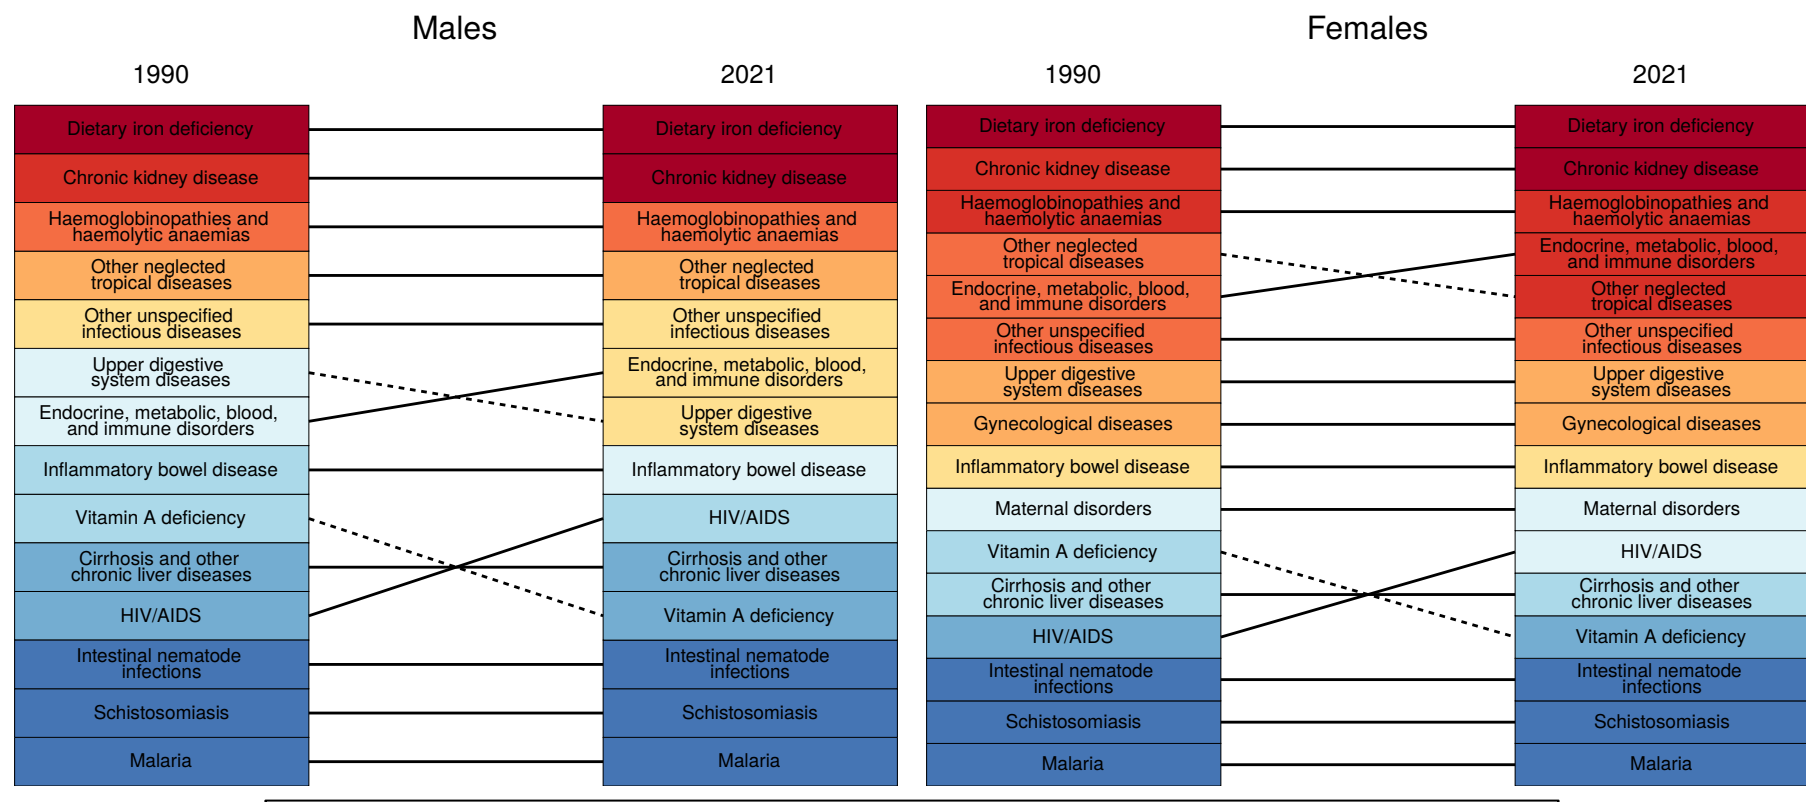 Males
1990
2021
Dietary iron deficiency
Chronic kidney disease
Haemoglobinopathies and
haemolytic anaemias
Other neglected
tropical diseases
Other unspecified
infectious diseases
Upper digestive
system diseases
Endocrine, metabolic, blood,
and immune disorders
Inflammatory bowel disease
Vitamin A deficiency
Cirrhosis and other
chronic liver diseases
HIV/AIDS
Intestinal nematode
infections
Schistosomiasis
Malaria
Dietary iron deficiency
Chronic kidney disease
Haemoglobinopathies and
haemolytic anaemias
Other neglected
tropical diseases
Other unspecified
infectious diseases
Endocrine, metabolic, blood,
and immune disorders
Upper digestive
system diseases
Inflammatory bowel disease
HIV/AIDS
Cirrhosis and other
chronic liver diseases
Vitamin A deficiency
Intestinal nematode
infections
Schistosomiasis
Malaria
Females
1990
2021
Dietary iron deficiency
Chronic kidney disease
Haemoglobinopathies and
haemolytic anaemias
Other neglected
tropical diseases
Endocrine, metabolic, blood,
and immune disorders
Other unspecified
infectious diseases
Upper digestive
system diseases
Gynecological diseases
Inflammatory bowel disease
Maternal disorders
Vitamin A deficiency
Cirrhosis and other
chronic liver diseases
HIV/AIDS
Intestinal nematode
infections
Schistosomiasis
Malaria
Dietary iron deficiency
Chronic kidney disease
Haemoglobinopathies and
haemolytic anaemias
Endocrine, metabolic, blood,
and immune disorders
Other neglected
tropical diseases
Other unspecified
infectious diseases
Upper digestive
system diseases
Gynecological diseases
Inflammatory bowel disease
Maternal disorders
HIV/AIDS
Cirrhosis and other
chronic liver diseases
Vitamin A deficiency
Intestinal nematode
infections
Schistosomiasis
Malaria